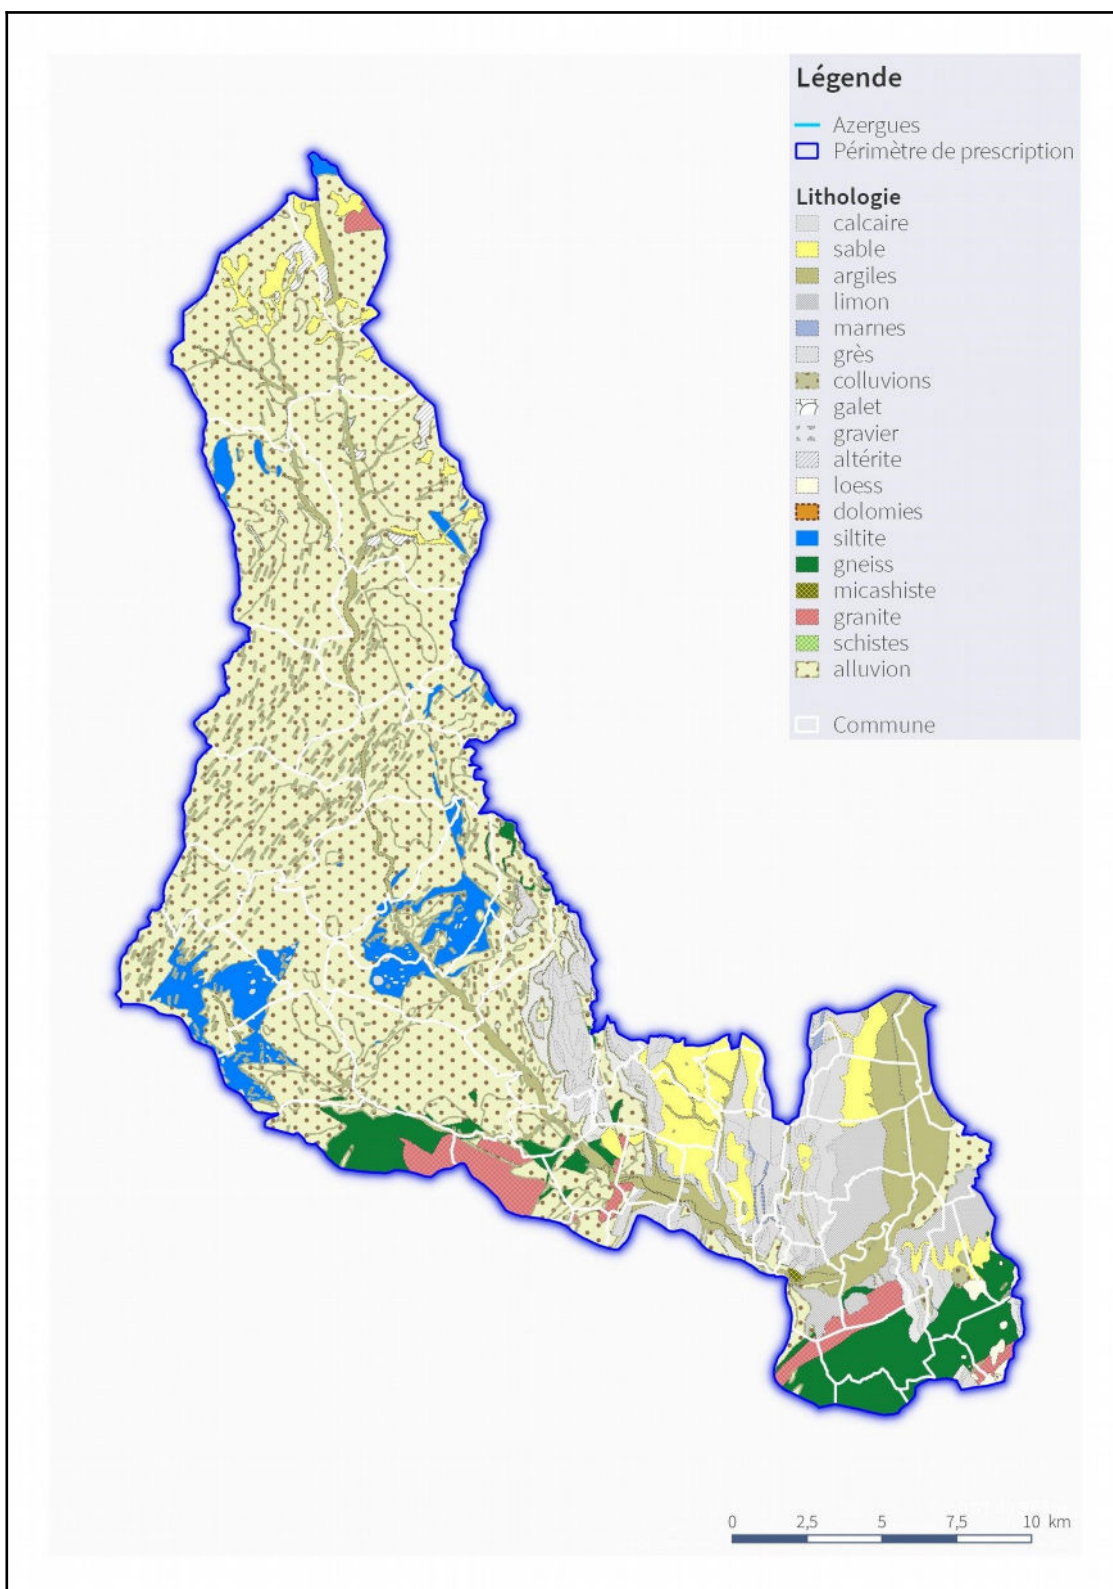 Légende
Azergues
Périmètre de prescription
Lithologie
calcaire
sable
argiles
limon
marnes
grès
colluvions
galet
gravier
altérite
loess
dolomies
siltite
gneiss
micashiste
granite
schistes
alluvion
Commune
0 2,5 5 7,5 10 km